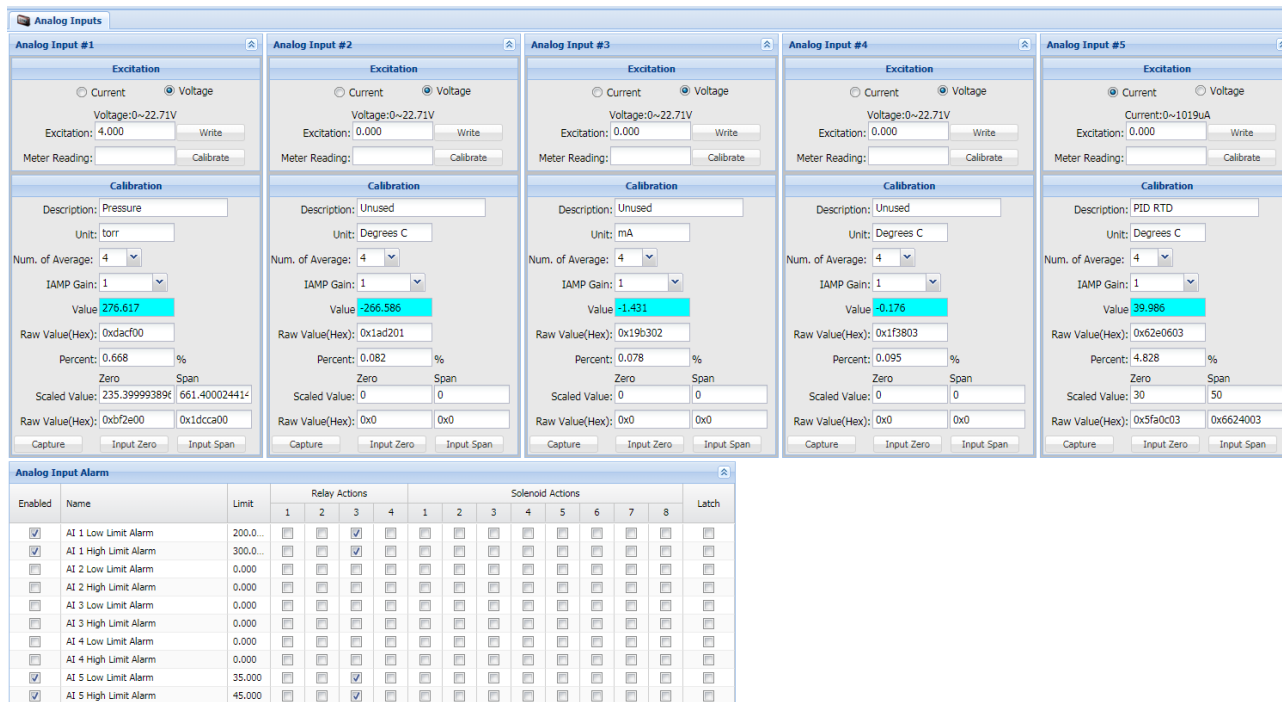 Analog Inputs
Analog Input #1
Excitation
Current Voltage
Voltage:0~22.71V
Excitation: 4.000 Write
Meter Reading: Calibrate
Calibration
Description: Pressure
Unit: torr
Num. of Average: 4
IAMP Gain: 1
Value 276.617
Raw Value(Hex): 0xdacf00
Percent: 0.668 %
Zero Span
Scaled Value: 235.399993896 661.400024414
Raw Value(Hex): 0xbf2e00 0x1dcca00
Capture Input Zero Input Span
Analog Input #2
Excitation
Current Voltage
Voltage:0~22.71V
Excitation: 0.000 Write
Meter Reading: Calibrate
Calibration
Description: Unused
Unit: Degrees C
Num. of Average: 4
IAMP Gain: 1
Value -266.586
Raw Value(Hex): 0x1ad201
Percent: 0.082 %
Zero Span
Scaled Value: 0 0
Raw Value(Hex): 0x0 0x0
Capture Input Zero Input Span
Analog Input #3
Excitation
Current Voltage
Voltage:0~22.71V
Excitation: 0.000 Write
Meter Reading: Calibrate
Calibration
Description: Unused
Unit: mA
Num. of Average: 4
IAMP Gain: 1
Value -1.431
Raw Value(Hex): 0x19b302
Percent: 0.078 %
Zero Span
Scaled Value: 0 0
Raw Value(Hex): 0x0 0x0
Capture Input Zero Input Span
Analog Input #4
Excitation
Current Voltage
Voltage:0~22.71V
Excitation: 0.000 Write
Meter Reading: Calibrate
Calibration
Description: Unused
Unit: Degrees C
Num. of Average: 4
IAMP Gain: 1
Value -0.176
Raw Value(Hex): 0x1f3803
Percent: 0.095 %
Zero Span
Scaled Value: 0 0
Raw Value(Hex): 0x0 0x0
Capture Input Zero Input Span
Analog Input #5
Excitation
Current Voltage
Current:0~1019uA
Excitation: 0.000 Write
Meter Reading: Calibrate
Calibration
Description: PID RTD
Unit: Degrees C
Num. of Average: 4
IAMP Gain: 1
Value 39.986
Raw Value(Hex): 0x62e0603
Percent: 4.828 %
Zero Span
Scaled Value: 30 50
Raw Value(Hex): 0x5fa0c03 0x6624003
Capture Input Zero Input Span
Analog Input Alarm
Enabled Name Limit Relay Actions Solenoid Actions Latch
1 2 3 4 1 2 3 4 5 6 7 8
AI 1 Low Limit Alarm 200.0...
AI 1 High Limit Alarm 300.0...
AI 2 Low Limit Alarm 0.000
AI 2 High Limit Alarm 0.000
AI 3 Low Limit Alarm 0.000
AI 3 High Limit Alarm 0.000
AI 4 Low Limit Alarm 0.000
AI 4 High Limit Alarm 0.000
AI 5 Low Limit Alarm 35.000
AI 5 High Limit Alarm 45.000